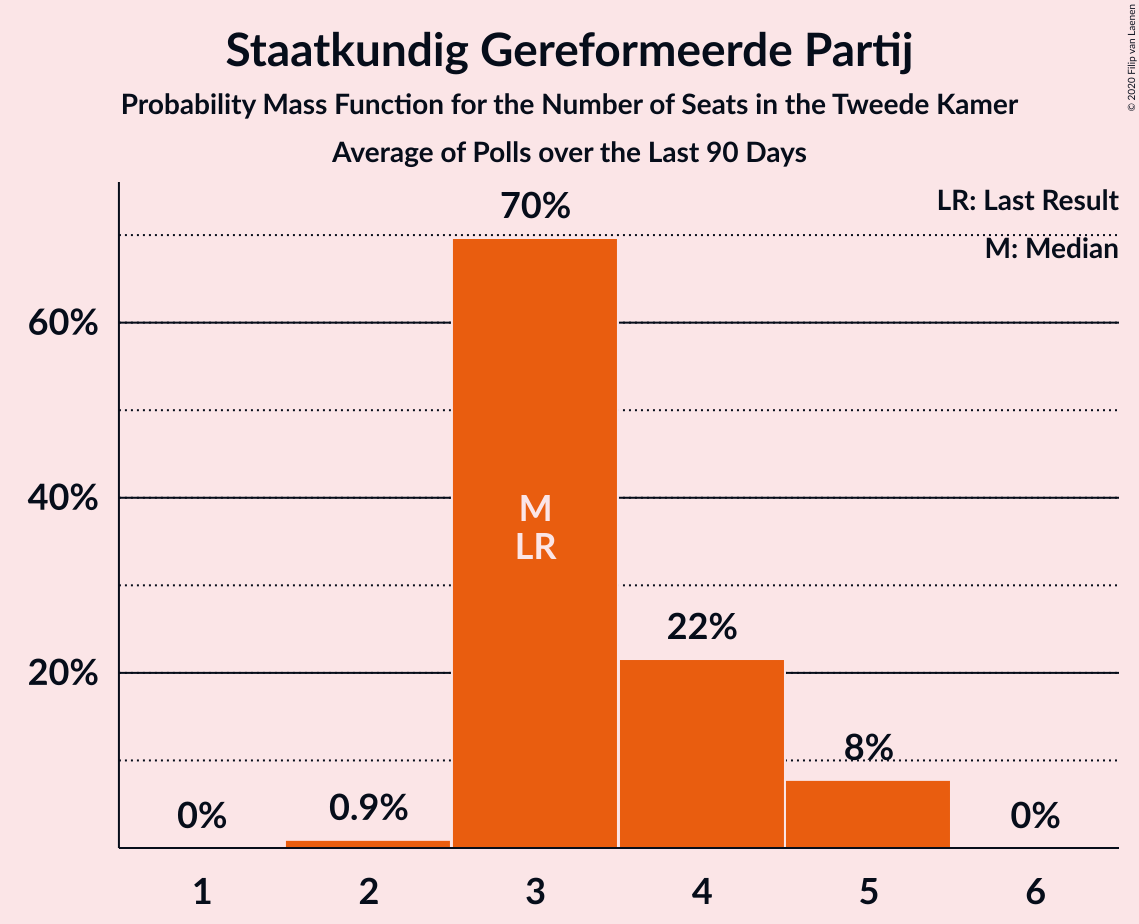 Staatkundig Gereformeerde Partij
Probability Mass Function for the Number of Seats in the Tweede Kamer
Average of Polls over the Last 90 Days
© 2020 Filip van Laenen
LR: Last Result
M: Median
70%
60%
40%
M
LR
22%
20%
8%
0%
0.9%
0%
1 2 3 4 5 6